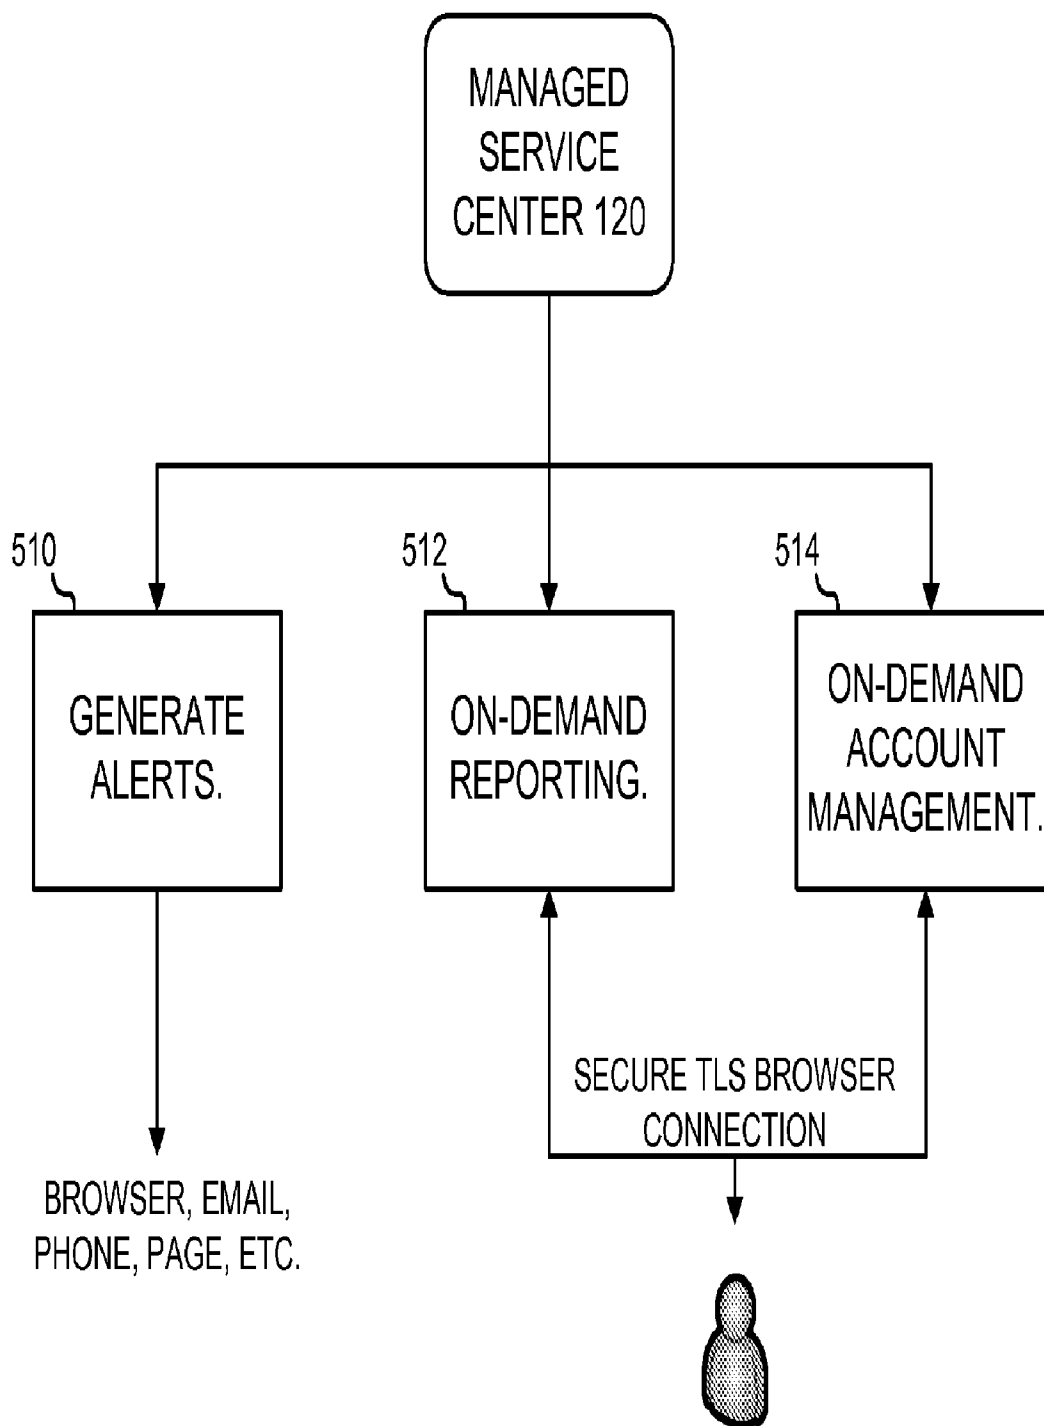 MANAGED
SERVICE
CENTER 120
510
512
514
GENERATE
ALERTS.
ON-DEMAND
REPORTING.
ON-DEMAND
ACCOUNT
MANAGEMENT.
SECURE TLS BROWSER
CONNECTION
BROWSER, EMAIL,
PHONE, PAGE, ETC.